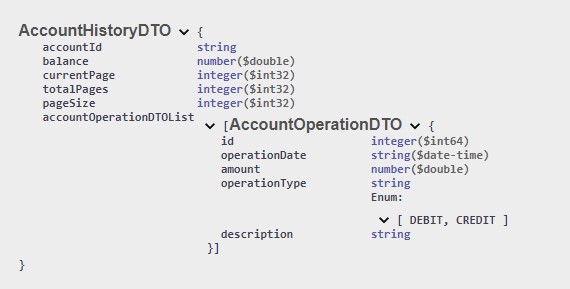 AccountHistoryDTO {
accountId string
balance number($double)
currentPage integer($int32)
totalPages integer($int32)
pageSize integer($int32)
accountOperationDTOList [AccountOperationDTO {
id integer($int64)
operationDate string($date-time)
amount number($double)
operationType string
Enum:
[ DEBIT, CREDIT ]
description string
}]
}